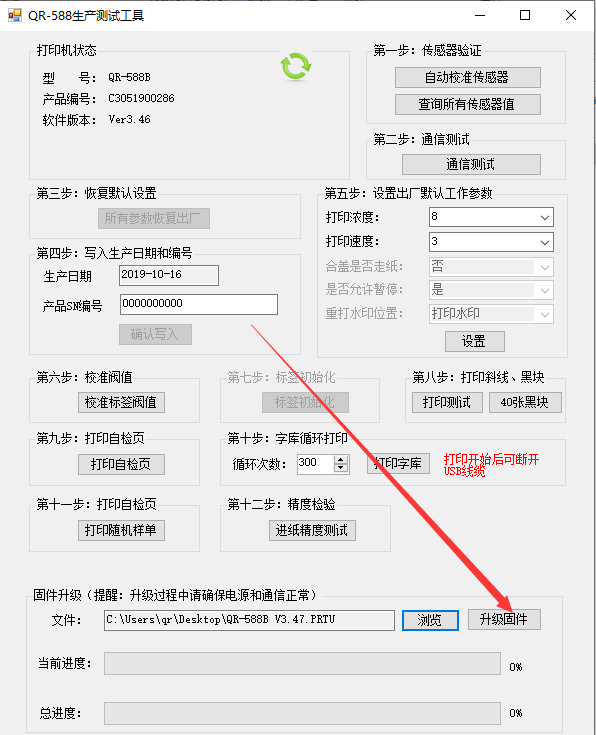 QR-588生产测试工具
打印机状态
型 号： QR-588B
产品编号： C3051900286
软件版本： Ver3.46
第一步：传感器验证
自动校准传感器
查询所有传感器值
第二步：通信测试
通信测试
第三步：恢复默认设置
所有参数恢复出厂
第四步：写入生产日期和编号
生产日期 2019-10-16
产品SN编号 0000000000
确认写入
第五步：设置出厂默认工作参数
打印浓度： 8
打印速度： 3
合盖是否走纸： 否
是否允许暂停： 是
重打水印位置： 打印水印
设置
第六步：校准阀值
校准标签阀值
第七步：标签初始化
标签初始化
第八步：打印斜线、黑块
打印测试 40张黑块
第九步：打印自检页
打印自检页
第十步：字库循环打印
循环次数： 300 打印字库
打印开始后可断开
USB线缆
第十一步：打印自检页
打印随机样单
第十二步：精度检验
进纸精度测试
固件升级（提醒：升级过程中请确保电源和通信正常）
文件： C:\Users\qr\Desktop\QR-588B V3.47.PRTU 浏览 升级固件
当前进度： 0%
总进度： 0%